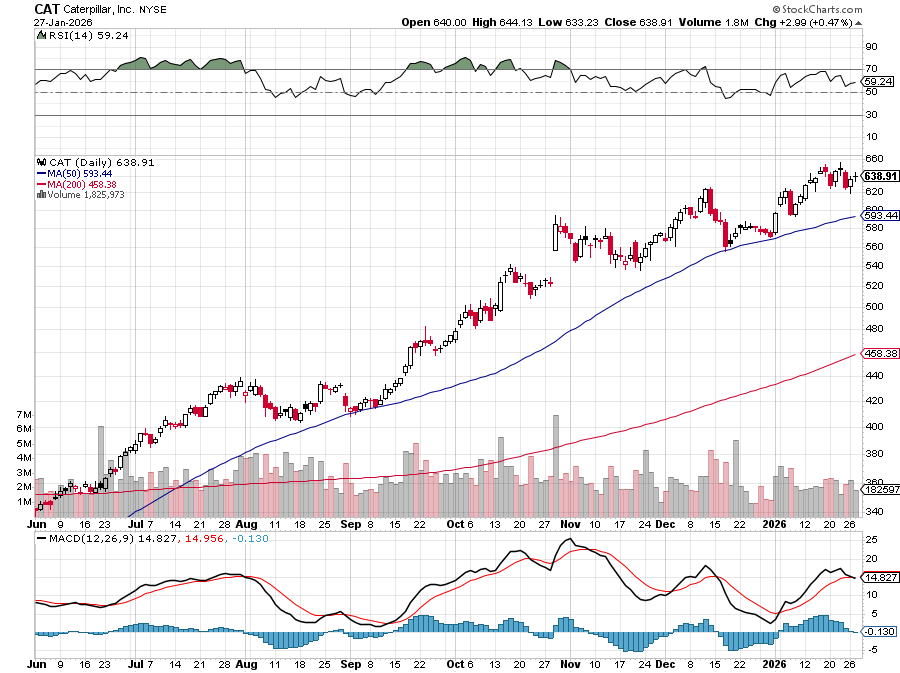 CAT Caterpillar, Inc. NYSE © StockCharts.com
27-Jan-2026 Open 640.00 High 644.13 Low 633.23 Close 638.91 Volume 1.8M Chg +2.99 (+0.47%)
RSI(14) 59.24
90
70
59.24
50
30
10
CAT (Daily) 638.91
MA(50) 593.44
MA(200) 458.38
Volume 1,825,973
660
638.91
620
600
593.44
580
560
540
520
500
480
458.38
440
420
400
380
360
340
7M
6M
5M
4M
3M
2M
1M
182597
Jun 9 16 23 Jul 7 14 21 28 Aug 11 18 25 Sep 8 15 22 Oct 6 13 20 27 Nov 10 17 24 Dec 8 15 22 2026 12 20 26
MACD(12,26,9) 14.827, 14.956, -0.130
25
20
14.827
10
5
-0.130
-5
Jun 9 16 23 Jul 7 14 21 28 Aug 11 18 25 Sep 8 15 22 Oct 6 13 20 27 Nov 10 17 24 Dec 8 15 22 2026 12 20 26